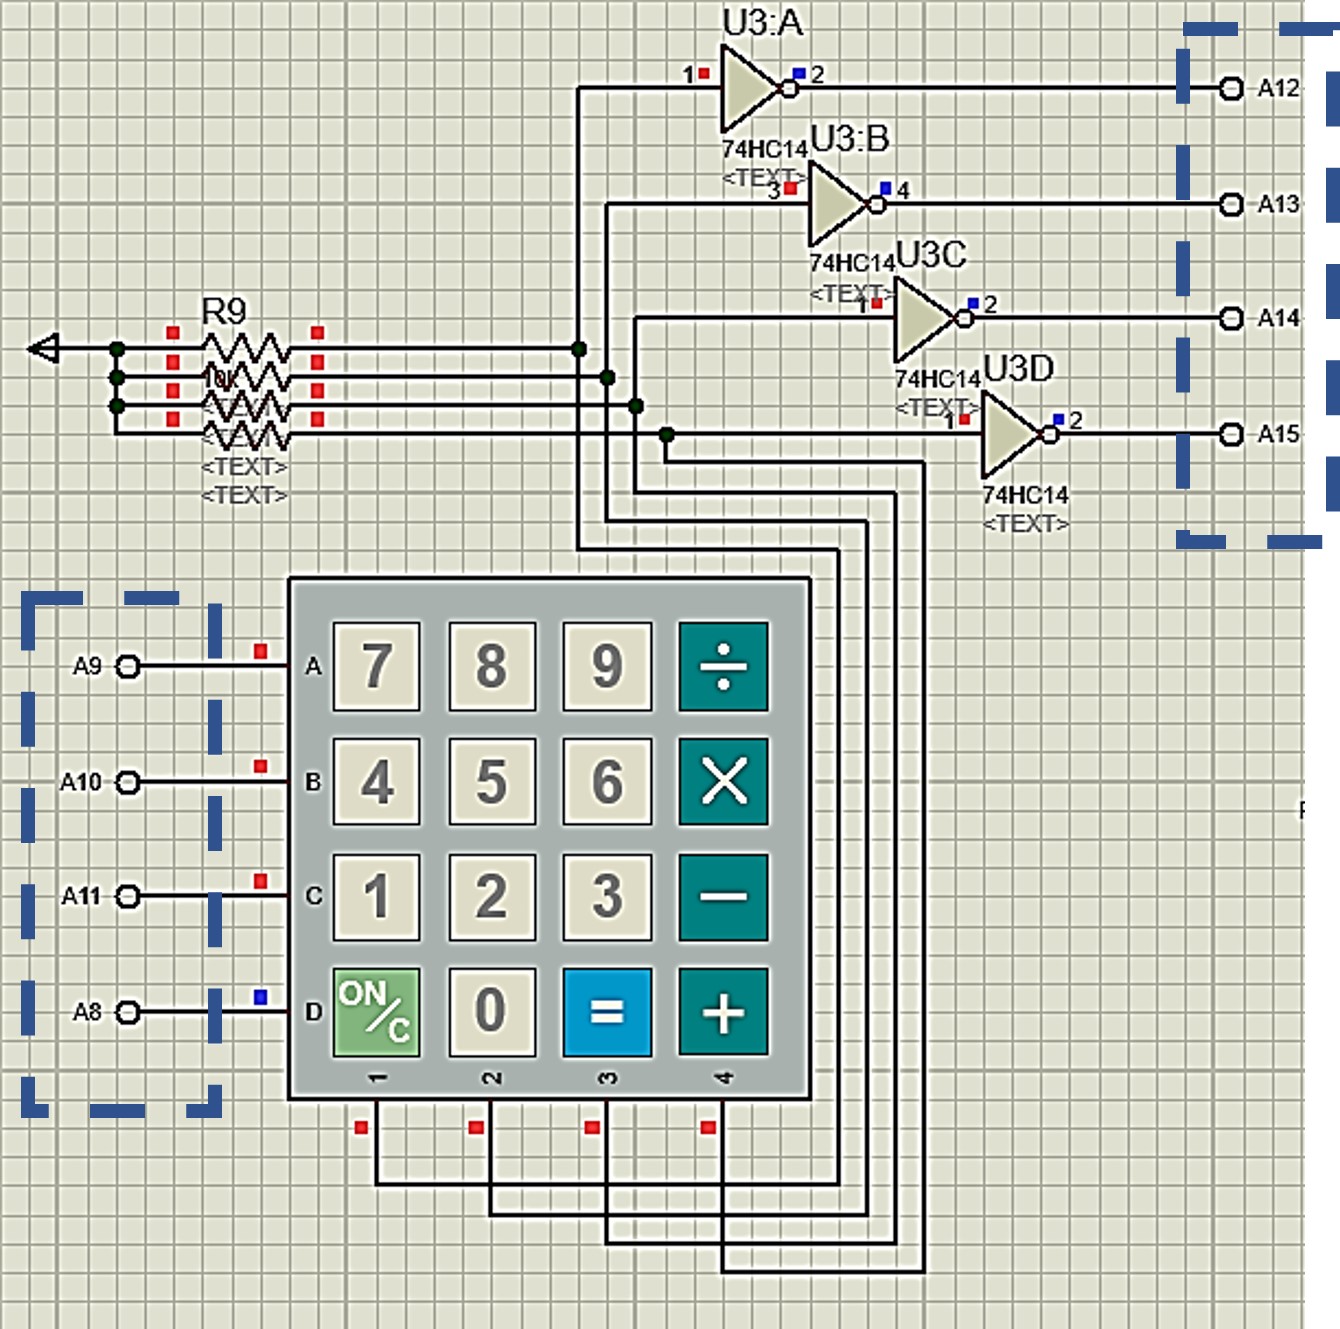 U3:A
1
2
A12
74HC14
<TEXT>
U3:B
3
4
A13
74HC14
<TEXT>
U3C
1
2
A14
74HC14
<TEXT>
U3D
1
2
A15
74HC14
<TEXT>
R9
10k
<TEXT>
<TEXT>
<TEXT>
<TEXT>
A9 A 7 8 9 ÷
A10 B 4 5 6 ×
A11 C 1 2 3 −
A8 D ON/C 0 = +
1 2 3 4